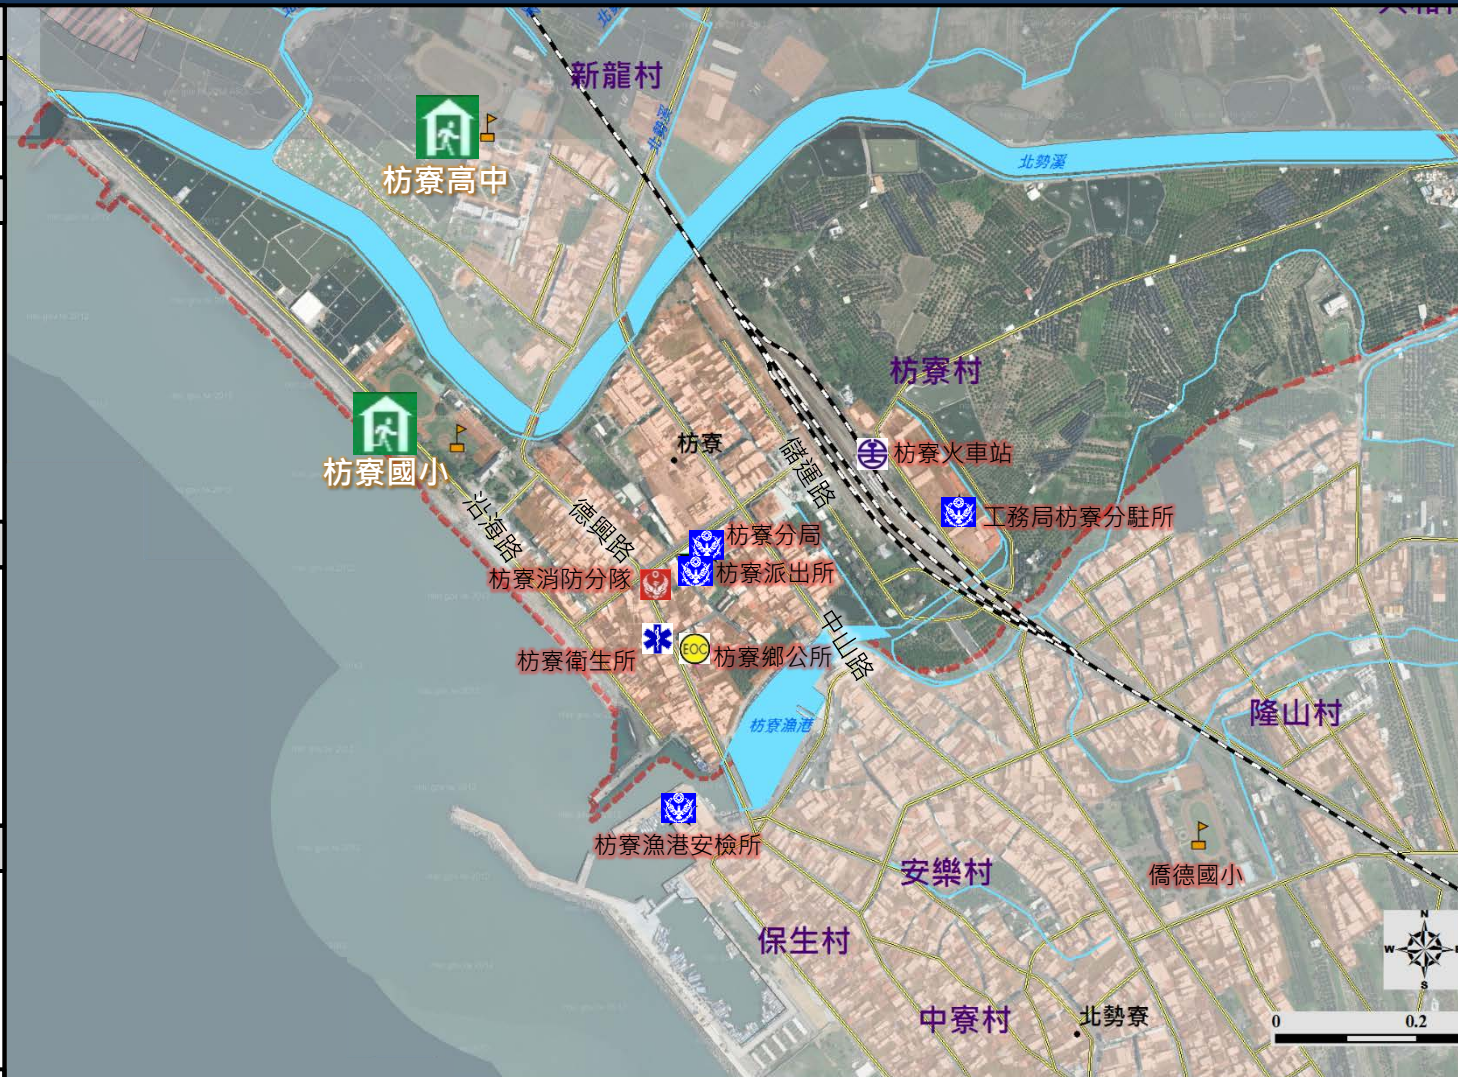 新龍村
北勢溪
枋寮高中
北勢溪
枋寮村
枋寮
儲運路
枋寮火車站
枋寮國小
沿海路
德興路
工務局枋寮分駐所
枋寮分局
枋寮派出所
枋寮消防分隊
中山路
枋寮衛生所
EOC
枋寮鄉公所
隆山村
枋寮漁港
枋寮漁港安檢所
安樂村
僑德國小
保生村
中寮村
北勢寮
N
W
S
0
0.2